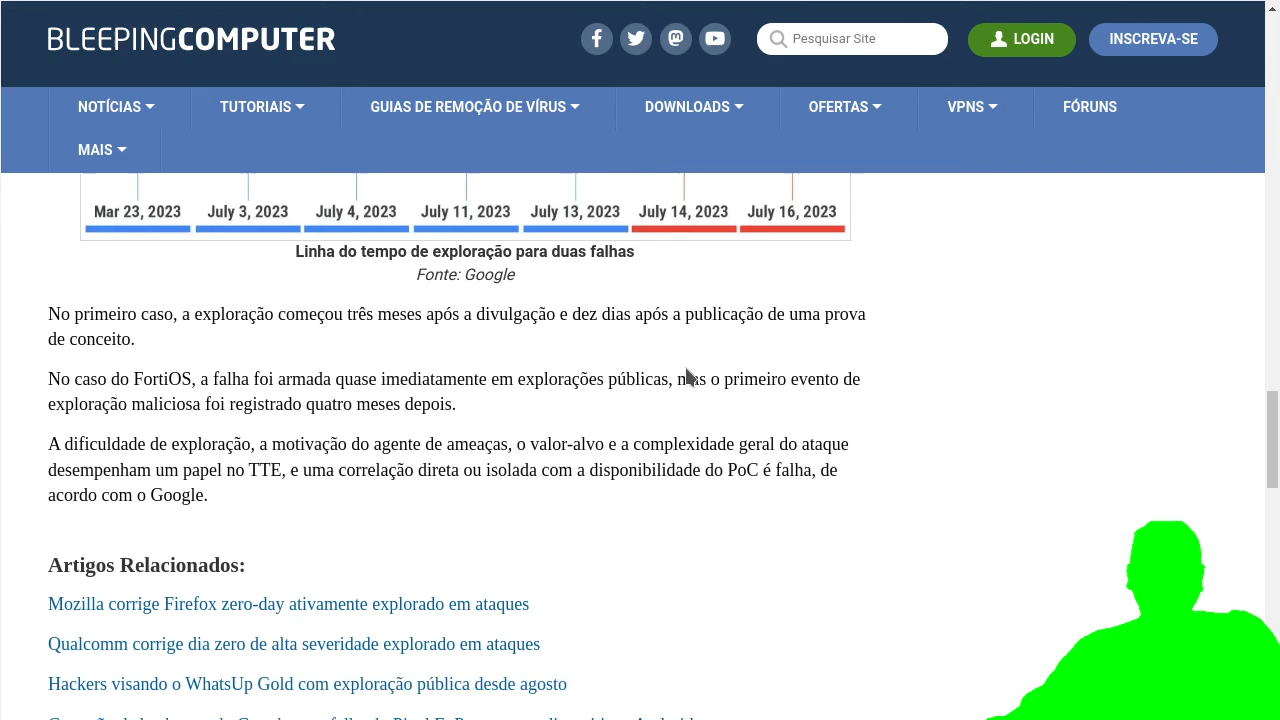 BLEEPINGCOMPUTER
Pesquisar Site
LOGIN
INSCREVA-SE
NOTÍCIAS
TUTORIAIS
GUIAS DE REMOÇÃO DE VÍRUS
DOWNLOADS
OFERTAS
VPNS
FÓRUNS
MAIS
Mar 23, 2023
July 3, 2023
July 4, 2023
July 11, 2023
July 13, 2023
July 14, 2023
July 16, 2023
Linha do tempo de exploração para duas falhas
Fonte: Google
No primeiro caso, a exploração começou três meses após a divulgação e dez dias após a publicação de uma prova
de conceito.
No caso do FortiOS, a falha foi armada quase imediatamente em explorações públicas, mas o primeiro evento de
exploração maliciosa foi registrado quatro meses depois.
A dificuldade de exploração, a motivação do agente de ameaças, o valor-alvo e a complexidade geral do ataque
desempenham um papel no TTE, e uma correlação direta ou isolada com a disponibilidade do PoC é falha, de
acordo com o Google.
Artigos Relacionados:
Mozilla corrige Firefox zero-day ativamente explorado em ataques
Qualcomm corrige dia zero de alta severidade explorado em ataques
Hackers visando o WhatsUp Gold com exploração pública desde agosto